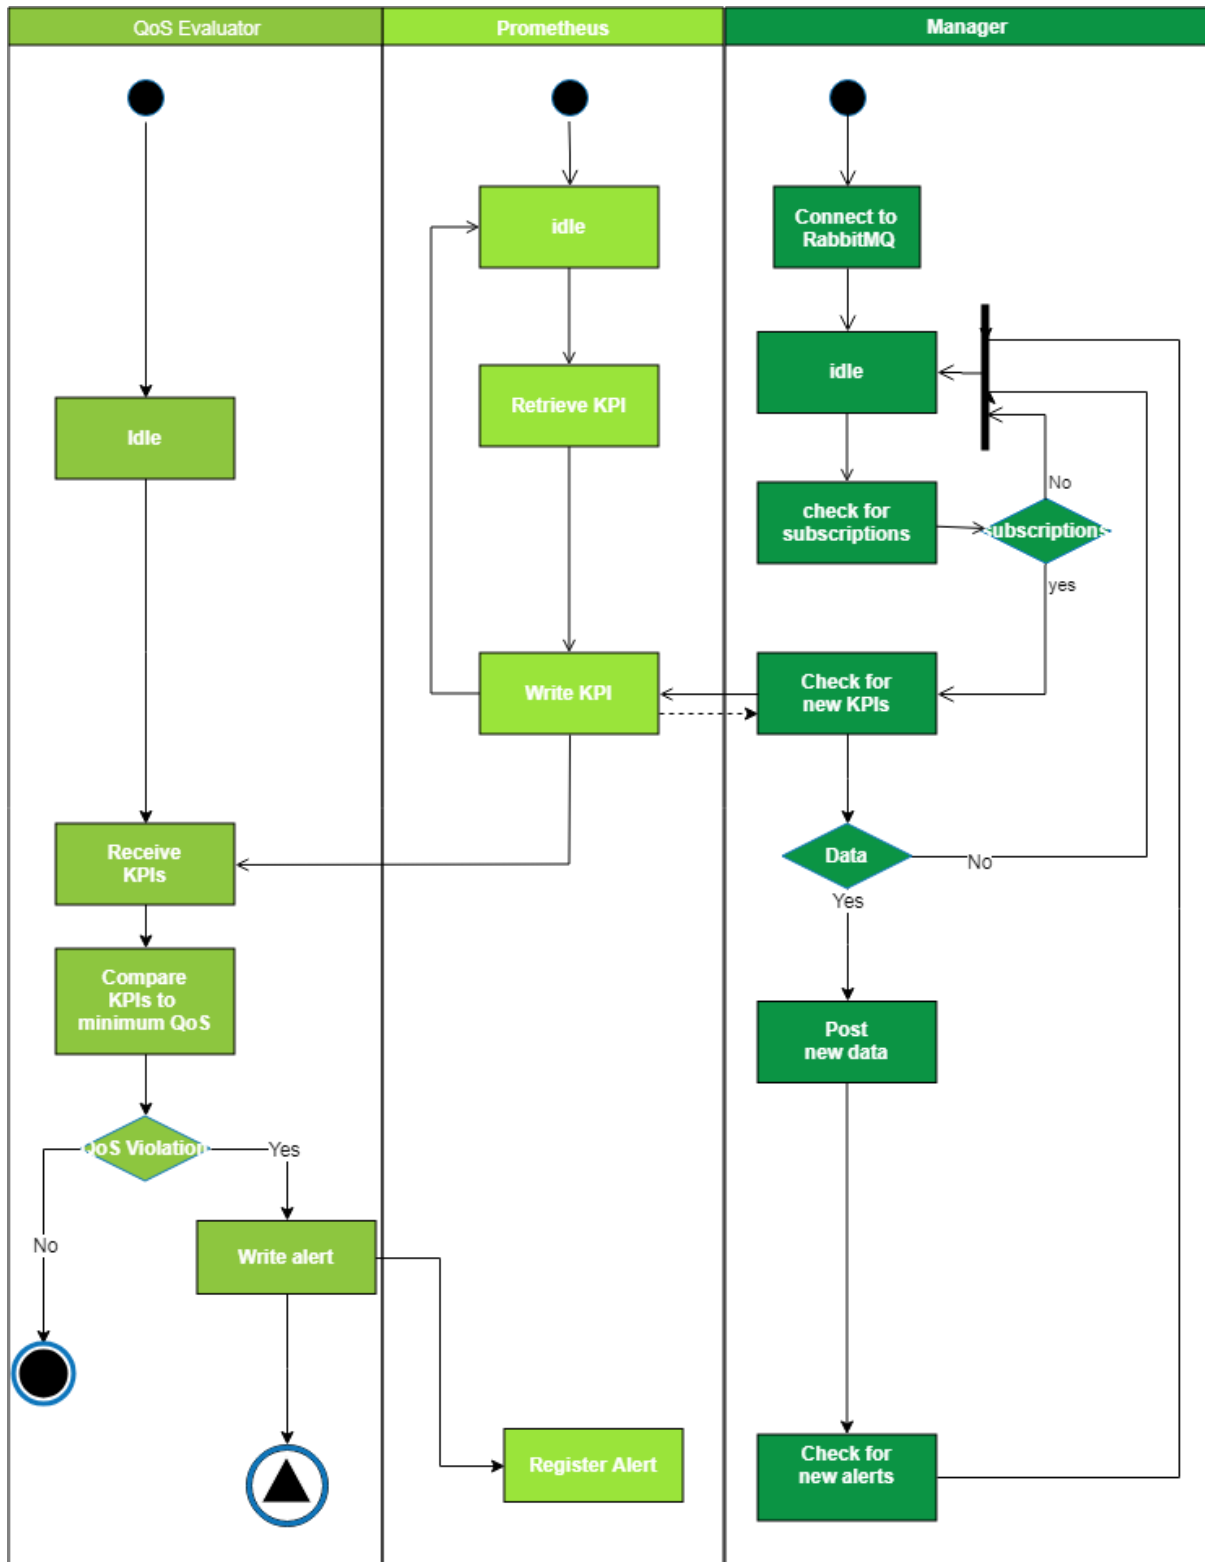 QoS Evaluator
Prometheus
Manager
idle
Connect to
RabbitMQ
idle
Retrieve KPI
Idle
No
check for
subscriptions
subscriptions
yes
Write KPI
Check for
new KPIs
Receive
KPIs
Data
No
Yes
Compare
KPIs to
minimum QoS
Post
new data
QoS Violation
Yes
No
Write alert
Register Alert
Check for
new alerts